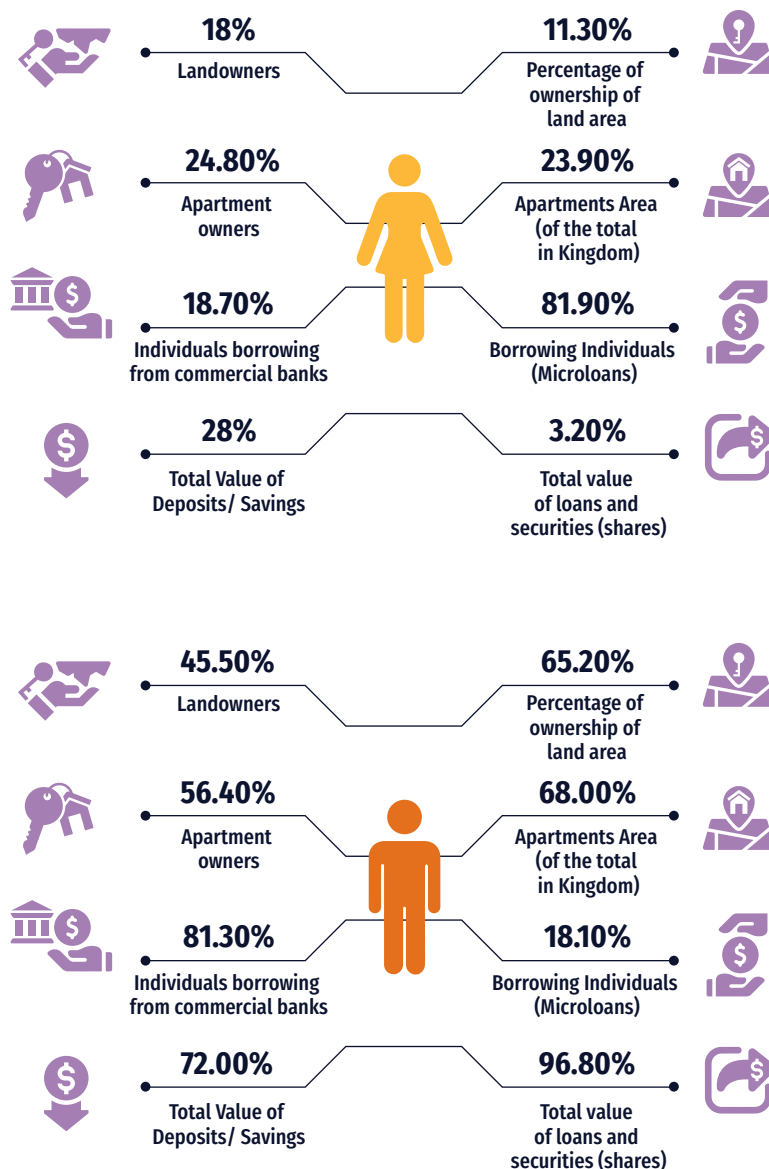 18%
Landowners
11.30%
Percentage of
ownership of
land area
24.80%
Apartment
owners
23.90%
Apartments Area
(of the total
in Kingdom)
18.70%
Individuals borrowing
from commercial banks
81.90%
Borrowing Individuals
(Microloans)
28%
Total Value of
Deposits/ Savings
3.20%
Total value
of loans and
securities (shares)
45.50%
Landowners
65.20%
Percentage of
ownership of
land area
56.40%
Apartment
owners
68.00%
Apartments Area
(of the total
in Kingdom)
81.30%
Individuals borrowing
from commercial banks
18.10%
Borrowing Individuals
(Microloans)
72.00%
Total Value of
Deposits/ Savings
96.80%
Total value
of loans and
securities (shares)